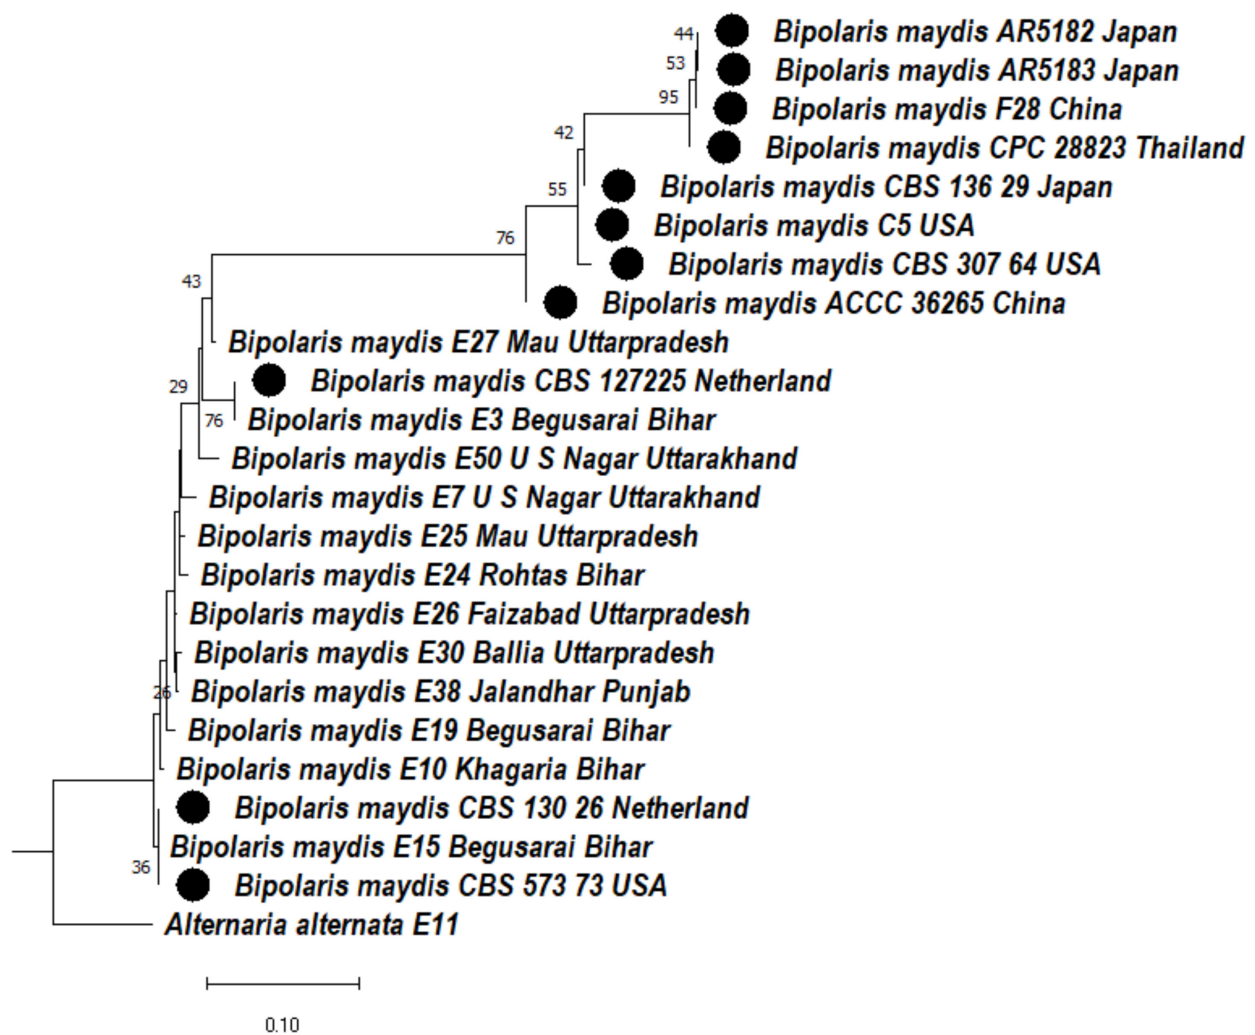 44
Bipolaris maydis AR5182 Japan
53
Bipolaris maydis AR5183 Japan
95
Bipolaris maydis F28 China
42
Bipolaris maydis CPC 28823 Thailand
55
Bipolaris maydis CBS 136 29 Japan
76
Bipolaris maydis C5 USA
Bipolaris maydis CBS 307 64 USA
43
Bipolaris maydis ACCC 36265 China
Bipolaris maydis E27 Mau Uttarpradesh
29
Bipolaris maydis CBS 127225 Netherland
76
Bipolaris maydis E3 Begusarai Bihar
Bipolaris maydis E50 U S Nagar Uttarakhand
Bipolaris maydis E7 U S Nagar Uttarakhand
Bipolaris maydis E25 Mau Uttarpradesh
Bipolaris maydis E24 Rohtas Bihar
Bipolaris maydis E26 Faizabad Uttarpradesh
Bipolaris maydis E30 Ballia Uttarpradesh
26
Bipolaris maydis E38 Jalandhar Punjab
Bipolaris maydis E19 Begusarai Bihar
Bipolaris maydis E10 Khagaria Bihar
Bipolaris maydis CBS 130 26 Netherland
Bipolaris maydis E15 Begusarai Bihar
36
Bipolaris maydis CBS 573 73 USA
Alternaria alternata E11
0.10